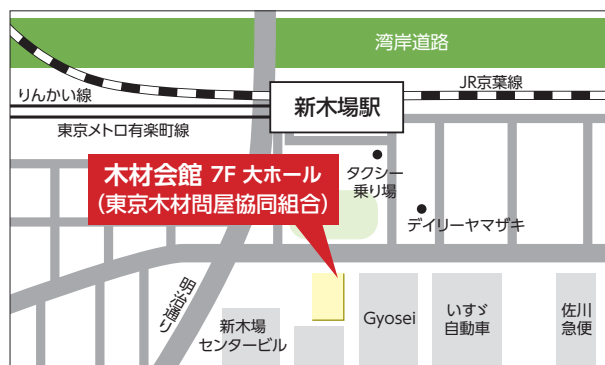 湾岸道路
JR京葉線
りんかい線
新木場駅
東京メトロ有楽町線
木材会館 7F 大ホール
(東京木材問屋協同組合)
タクシー
乗り場
デイリーヤマザキ
明治通り
新木場
センタービル
Gyosei
いすゞ
自動車
佐川
急便